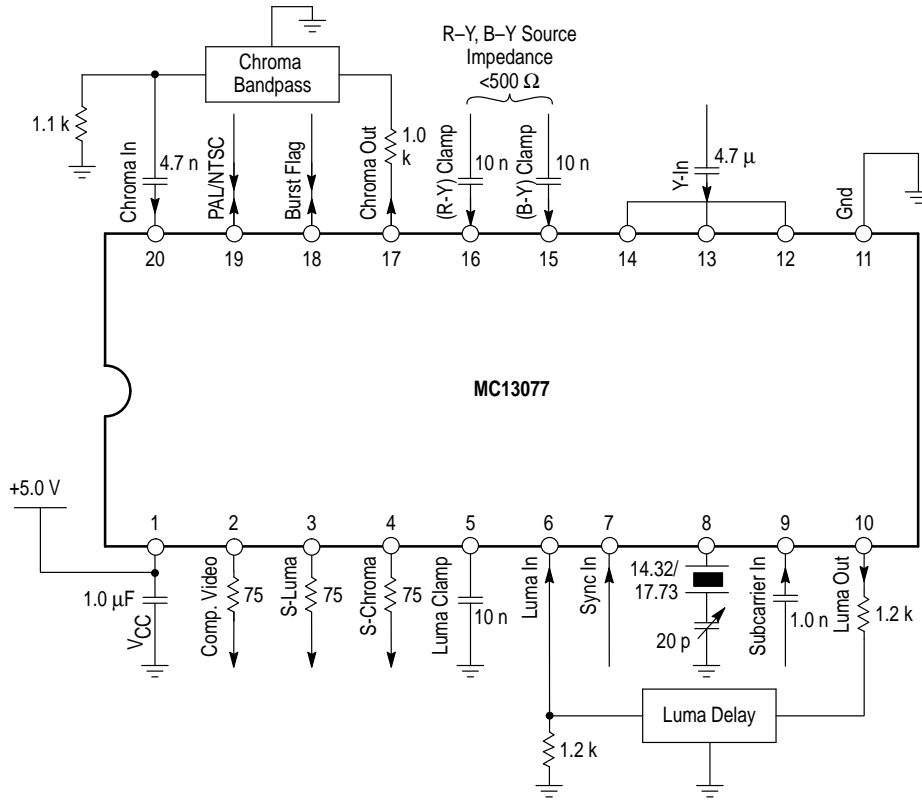 R–Y, B–Y Source
Impedance
<500 Ω
Chroma
Bandpass
1.1 k
Chroma In
4.7 n
PAL/NTSC
Burst Flag
Chroma Out
1.0
k
(R-Y) Clamp
10 n
(B-Y) Clamp
10 n
Y-In
4.7 μ
Gnd
20
19
18
17
16
15
14
13
12
11
MC13077
+5.0 V
1
2
3
4
5
6
7
8
9
10
1.0 μF
VCC
Comp. Video
75
S-Luma
75
S-Chroma
75
Luma Clamp
10 n
Luma In
Sync In
14.32/
17.73
20 p
Subcarrier In
1.0 n
Luma Out
1.2 k
Luma Delay
1.2 k